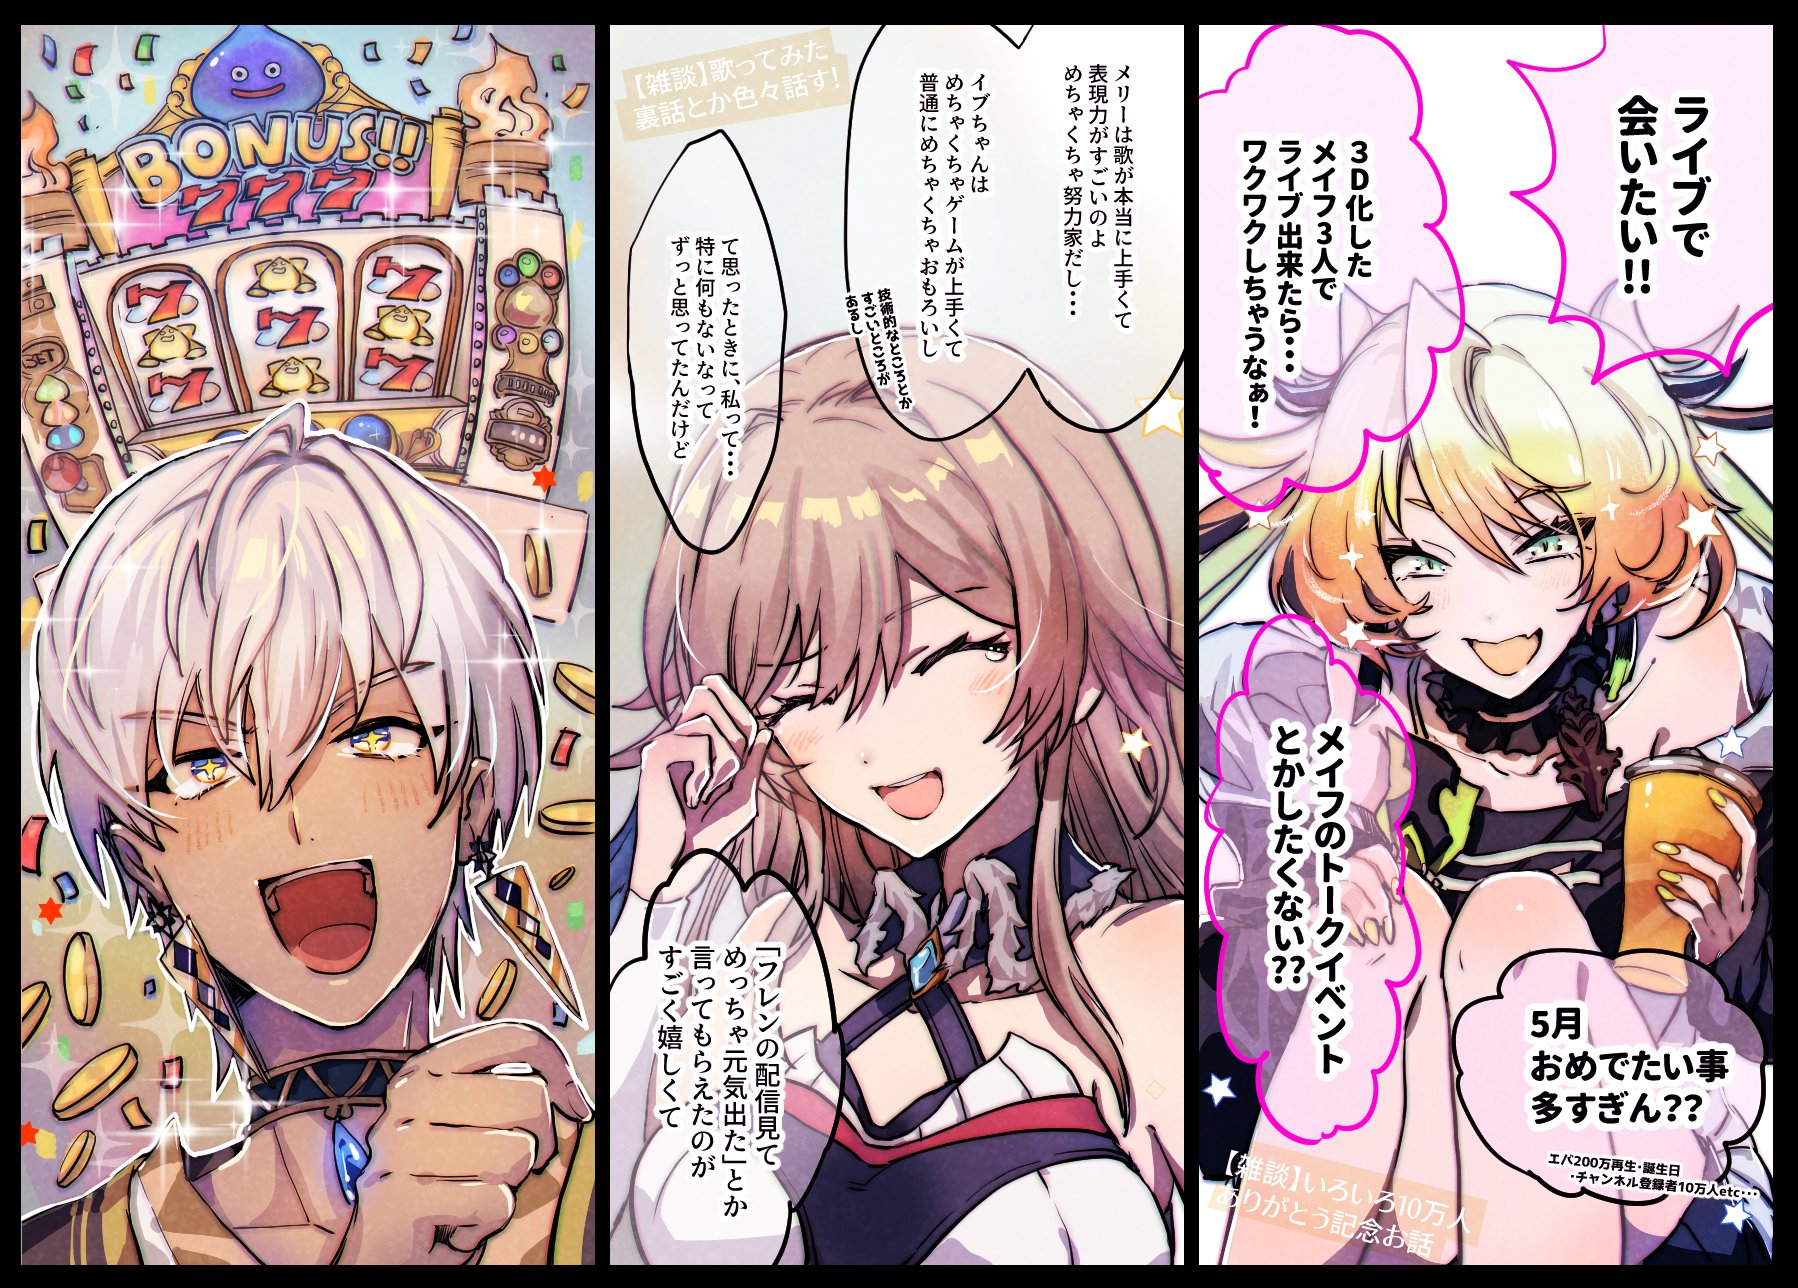 BONUS!!
777
7
7
7
7
7
BET
【雑談】歌ってみた
裏話とか色々話す!
メリーは歌が本当に上手くて
表現力がすごいのよ
めちゃくちゃ努力家だし・・・
イブちゃんは
めちゃくちゃゲームが上手くて
普通にめちゃくちゃおもろいし
技術的なところとか
すごいところが
あるし
て思ったときに、私って・・・
特に何もないなって
ずっと思ってたんだけど
「フレンの配信見て
めっちゃ元気出た」とか
言ってもらえたのが
すごく嬉しくて
ライブで
会いたい!!
3D化した
メイフ3人で
ライブ出来たら・・・
ワクワクしちゃうなぁ!
メイフのトークイベント
とかしたくない??
5月
おめでたい事
多すぎん??
エバ200万再生・誕生日
・チャンネル登録者10万人etc・・・
【雑談】いろいろ10万人
ありがとう記念お話